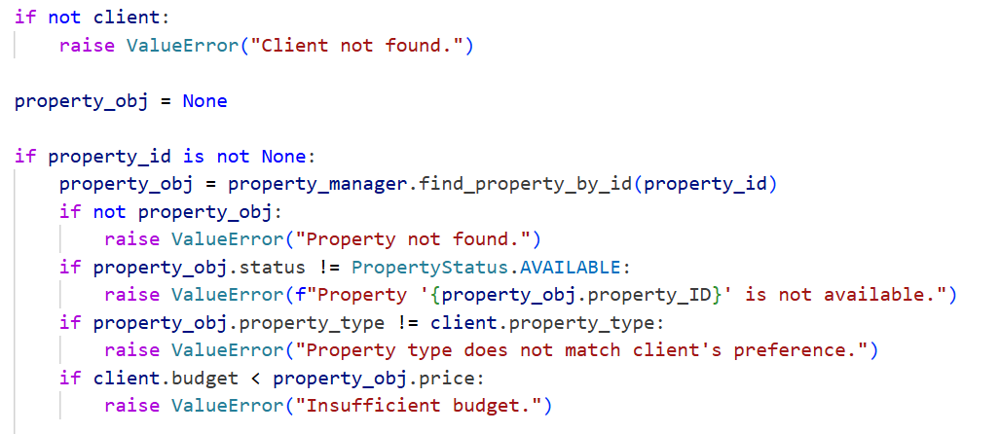 if not client:
    raise ValueError("Client not found.")
property_obj = None
if property_id is not None:
    property_obj = property_manager.find_property_by_id(property_id)
    if not property_obj:
        raise ValueError("Property not found.")
    if property_obj.status != PropertyStatus.AVAILABLE:
        raise ValueError(f"Property '{property_obj.property_ID}' is not available.")
    if property_obj.property_type != client.property_type:
        raise ValueError("Property type does not match client's preference.")
    if client.budget < property_obj.price:
        raise ValueError("Insufficient budget.")